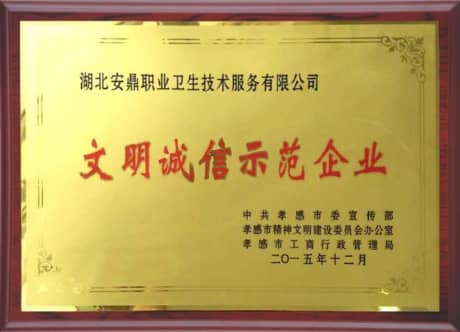 湖北安鼎职业卫生技术服务有限公司
文明诚信示范企业
中共孝感市委宣传部
孝感市精神文明建设委员会办公室
孝感市工商行政管理局
二〇一五年十二月